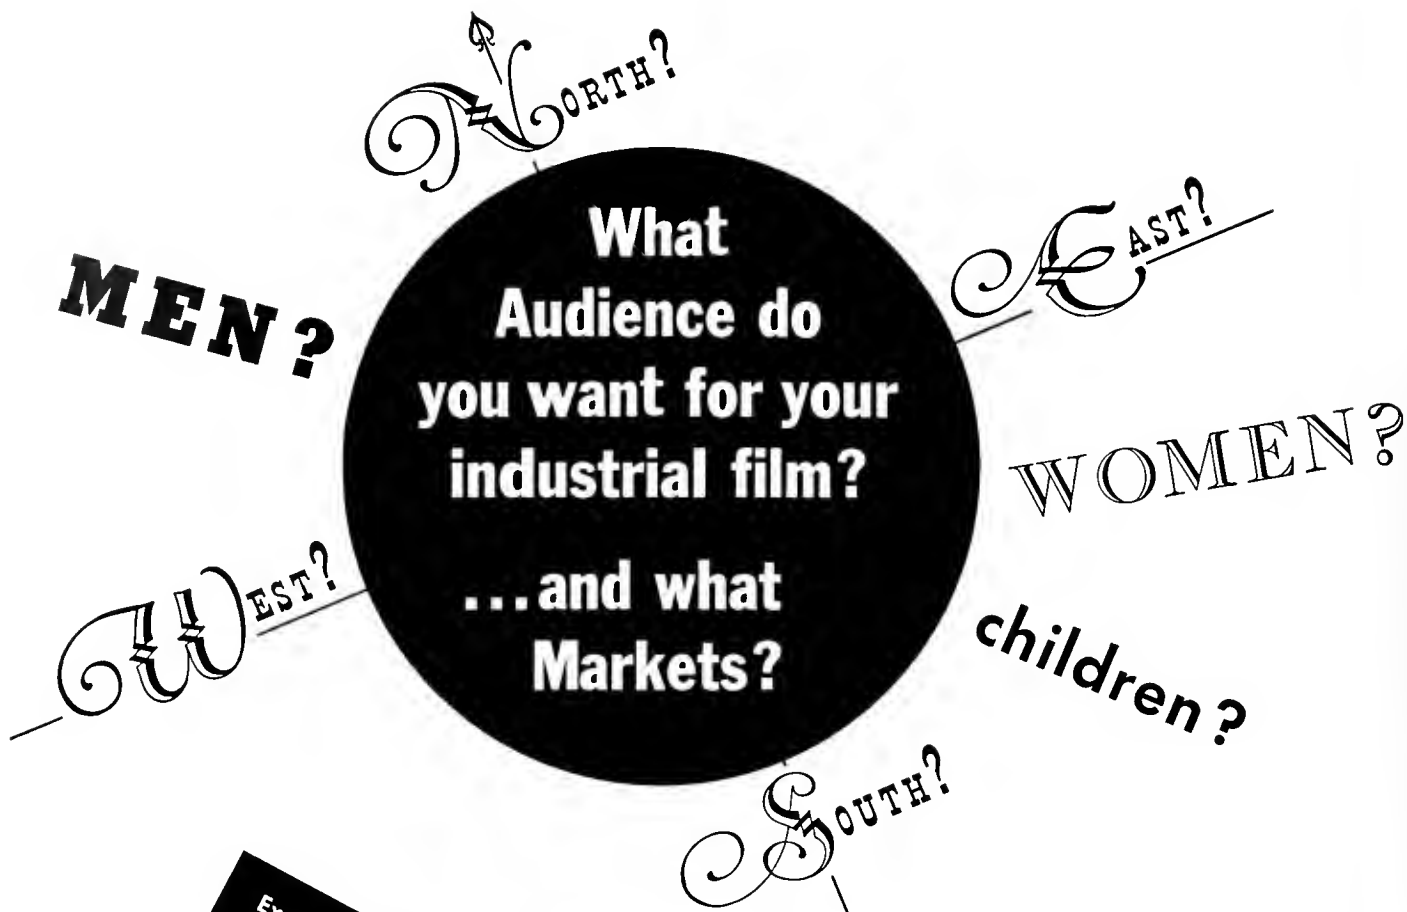 NORTH?
EAST?
MEN?
What
Audience do
you want for your
industrial film?
WOMEN?
...and what
Markets?
WEST?
children?
SOUTH?